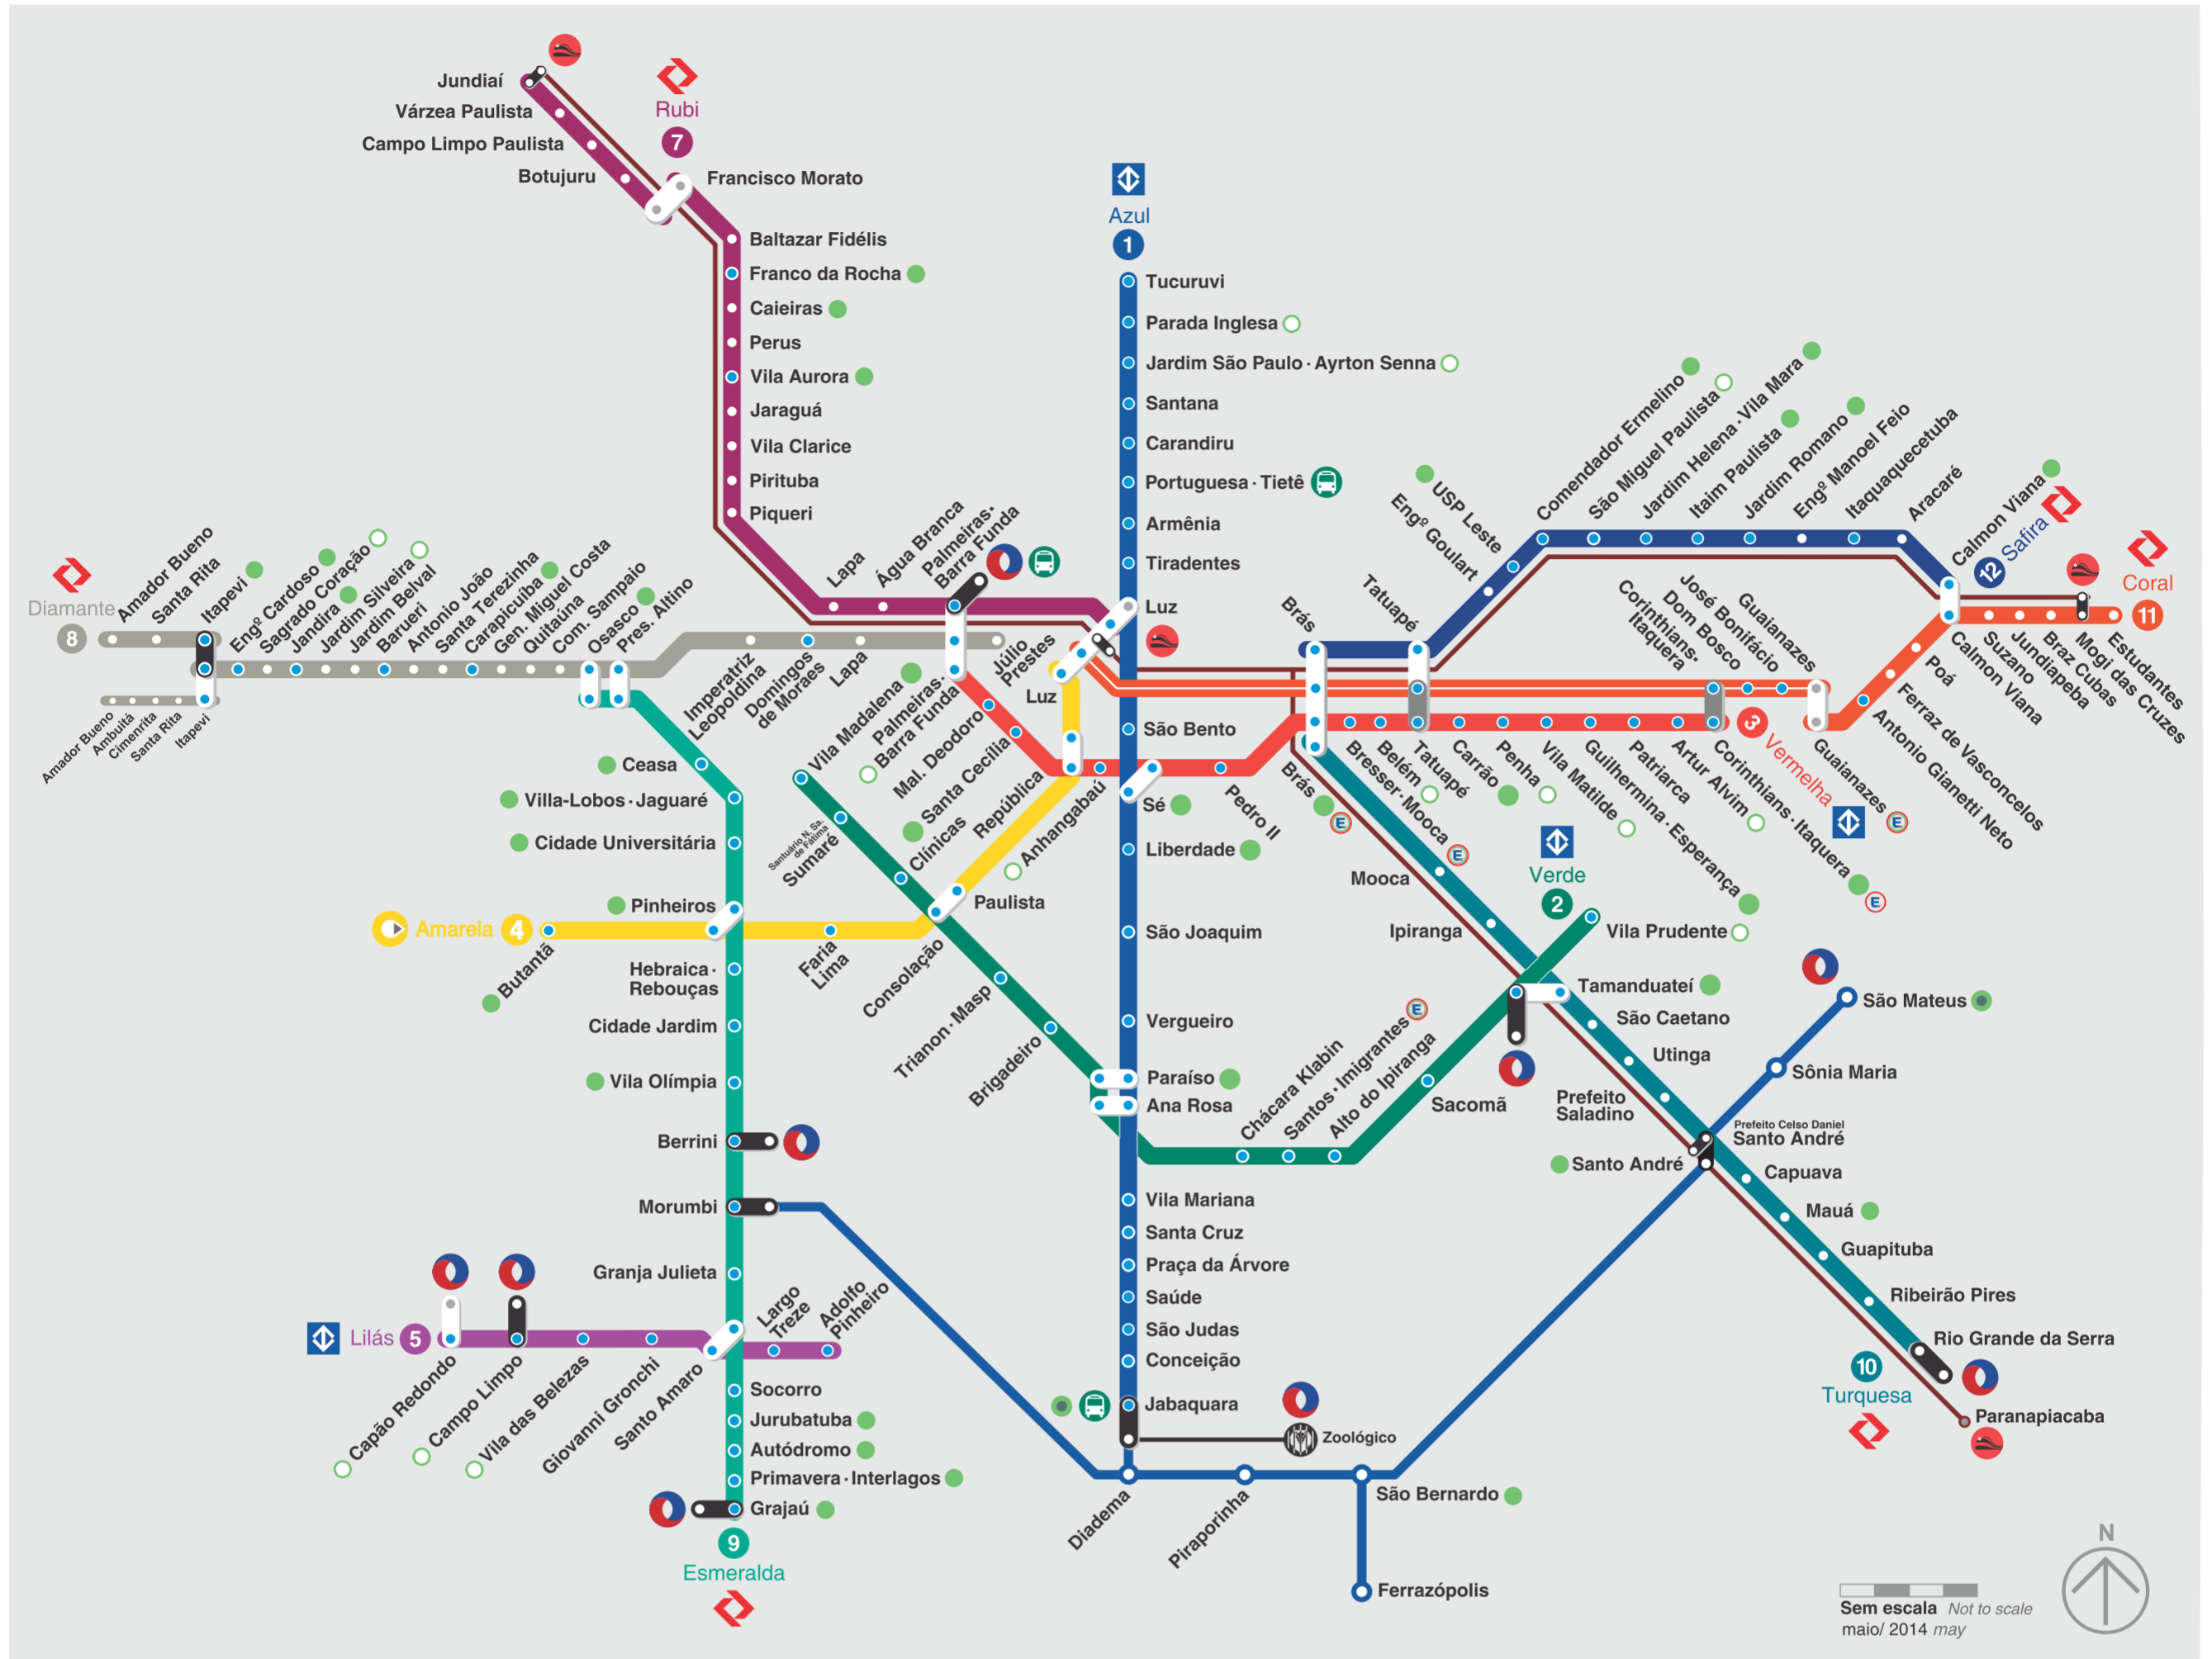 Jundiaí
Várzea Paulista
Campo Limpo Paulista
Botujuru
Rubi
7
Francisco Morato
Baltazar Fidélis
Franco da Rocha
Caieiras
Perus
Vila Aurora
Jaraguá
Vila Clarice
Pirituba
Piqueri
Lapa
Água Branca
Palmeiras·
Barra Funda
Azul
1
Tucuruvi
Parada Inglesa
Jardim São Paulo · Ayrton Senna
Santana
Carandiru
Portuguesa · Tietê
Armênia
Tiradentes
Luz
São Bento
Sé
Liberdade
São Joaquim
Vergueiro
Paraíso
Ana Rosa
Vila Mariana
Santa Cruz
Praça da Árvore
Saúde
São Judas
Conceição
Jabaquara
Zoológico
Diamante
8
Amador Bueno
Santa Rita
Itapevi
Engº Cardoso
Sagrado Coração
Jandira
Jardim Silveira
Jardim Belval
Barueri
Antonio João
Santa Terezinha
Carapicuíba
Gen. Miguel Costa
Quitaúna
Com. Sampaio
Osasco
Pres. Altino
Imperatriz
Leopoldina
Domingos
de Moraes
Lapa
Júlio
Prestes
Amador Bueno
Ambuitá
Cimenrita
Santa Rita
Itapevi
Ceasa
Villa-Lobos · Jaguaré
Cidade Universitária
Pinheiros
Hebraica ·
Rebouças
Cidade Jardim
Vila Olímpia
Berrini
Morumbi
Granja Julieta
Santo Amaro
Socorro
Jurubatuba
Autódromo
Primavera · Interlagos
Grajaú
9
Esmeralda
Amarela
4
Butantã
Faria
Lima
Paulista
República
Luz
Vila Madalena
Santuário N. Sa.
de Fátima
Sumaré
Clínicas
Consolação
Trianon · Masp
Brigadeiro
Chácara Klabin
Santos · Imigrantes
E
Alto do Ipiranga
Sacomã
Tamanduateí
Vila Prudente
Verde
2
Palmeiras·
Barra Funda
Mal. Deodoro
Santa Cecília
Anhangabaú
Pedro II
Brás
E
Bresser · Mooca
E
Belém
Tatuapé
Carrão
Penha
Vila Matilde
Guilhermina · Esperança
Patriarca
Artur Alvim
Corinthians · Itaquera
E
3
Vermelha
Brás
Tatuapé
Engº Goulart
USP Leste
Comendador Ermelino
São Miguel Paulista
Jardim Helena · Vila Mara
Itaim Paulista
Jardim Romano
Engº Manoel Feio
Itaquaquecetuba
Aracaré
Calmon Viana
12
Safira
Corinthians·
Itaquera
Dom Bosco
José Bonifácio
Guaianazes
Guaianazes
E
Antonio Gianetti Neto
Ferraz de Vasconcelos
Poá
Calmon Viana
Suzano
Jundiapeba
Braz Cubas
Mogi das Cruzes
Estudantes
Coral
11
Mooca
Ipiranga
São Caetano
Utinga
Prefeito
Saladino
Prefeito Celso Daniel
Santo André
Santo André
Capuava
Mauá
Guapituba
Ribeirão Pires
Rio Grande da Serra
Paranapiacaba
10
Turquesa
São Mateus
Sônia Maria
Diadema
Piraporinha
São Bernardo
Ferrazópolis
Lilás
5
Capão Redondo
Campo Limpo
Vila das Belezas
Giovanni Gronchi
Largo
Treze
Adolfo
Pinheiro
N
Sem escala Not to scale
maio/ 2014 may